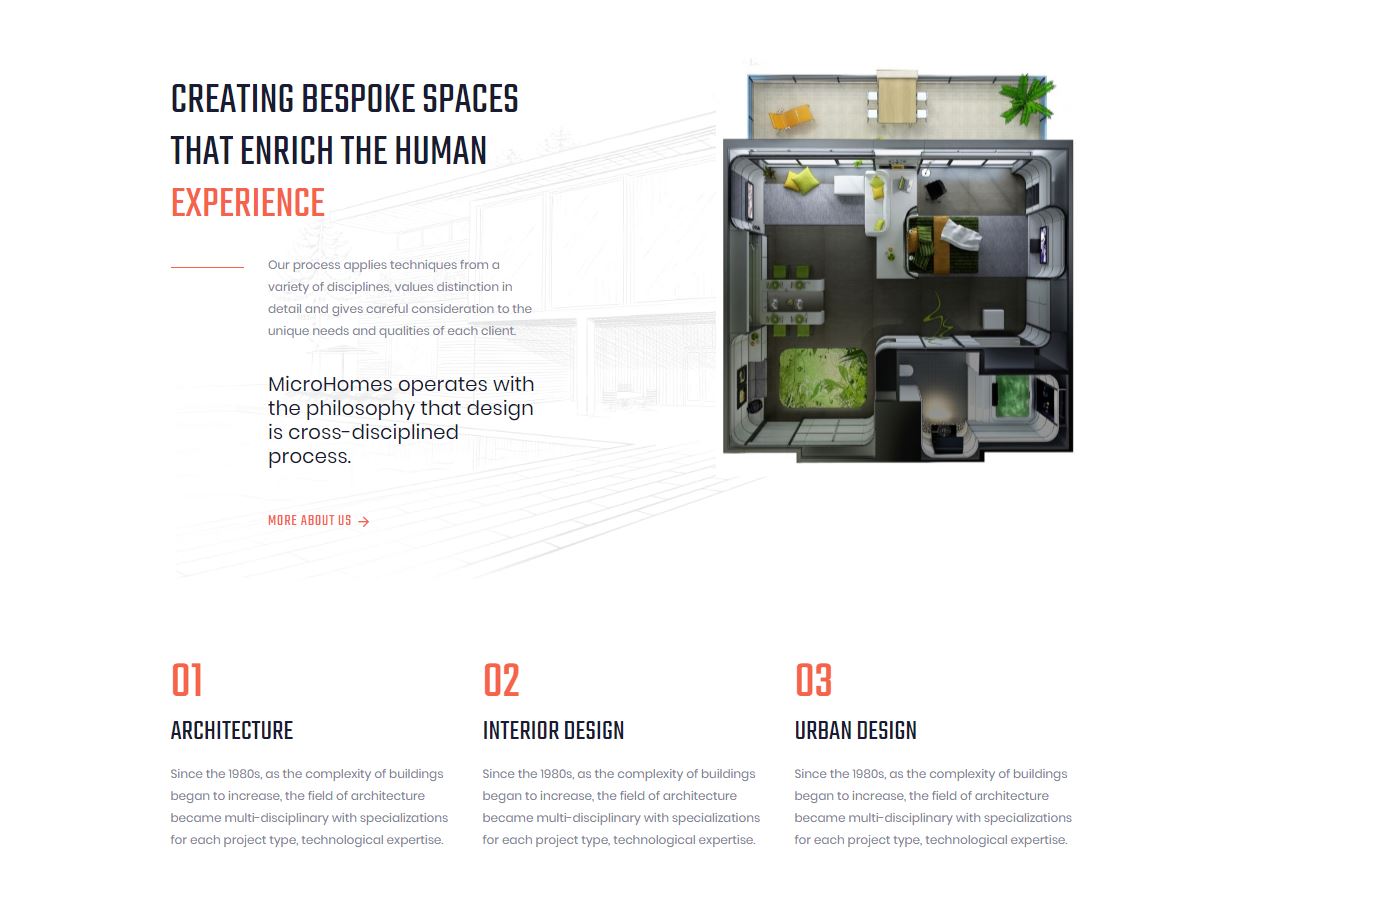 CREATING BESPOKE SPACES
THAT ENRICH THE HUMAN
EXPERIENCE
Our process applies techniques from a
variety of disciplines, values distinction in
detail and gives careful consideration to the
unique needs and qualities of each client.
MicroHomes operates with
the philosophy that design
is cross-disciplined
process.
MORE ABOUT US →
01
ARCHITECTURE
Since the 1980s, as the complexity of buildings
began to increase, the field of architecture
became multi-disciplinary with specializations
for each project type, technological expertise.
02
INTERIOR DESIGN
Since the 1980s, as the complexity of buildings
began to increase, the field of architecture
became multi-disciplinary with specializations
for each project type, technological expertise.
03
URBAN DESIGN
Since the 1980s, as the complexity of buildings
began to increase, the field of architecture
became multi-disciplinary with specializations
for each project type, technological expertise.